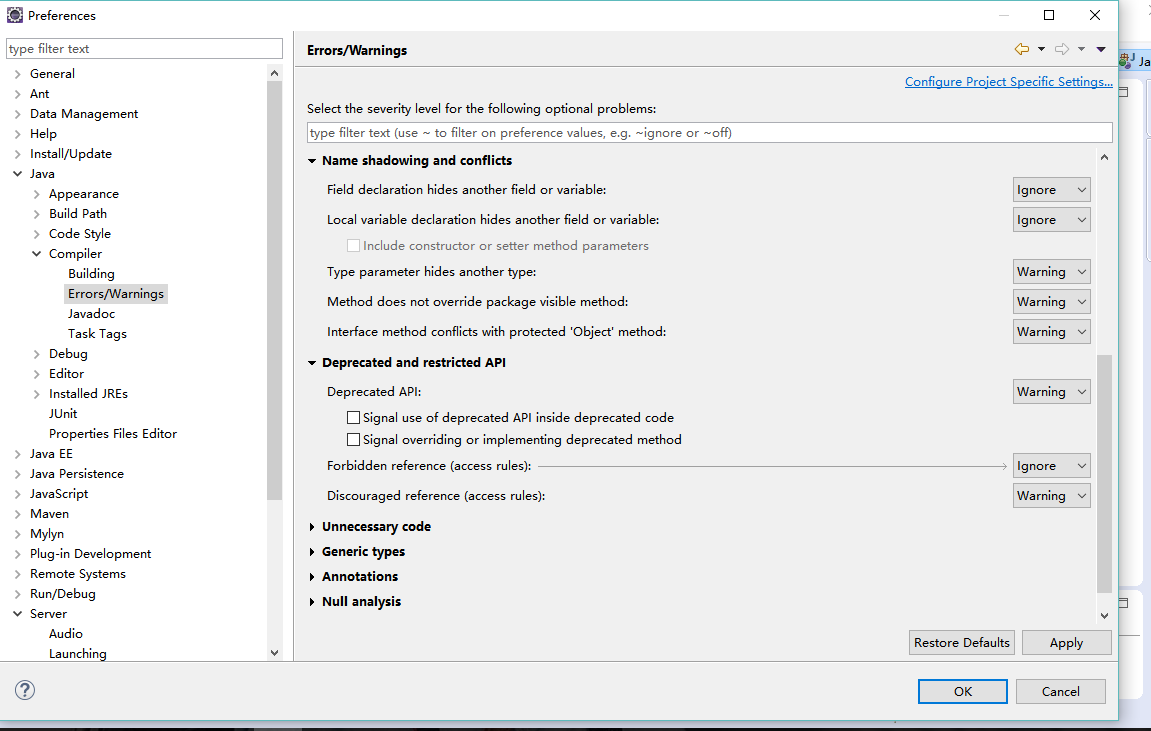 Preferences
type filter text
General
Ant
Data Management
Help
Install/Update
Java
Appearance
Build Path
Code Style
Compiler
Building
Errors/Warnings
Javadoc
Task Tags
Debug
Editor
Installed JREs
JUnit
Properties Files Editor
Java EE
Java Persistence
JavaScript
Maven
Mylyn
Plug-in Development
Remote Systems
Run/Debug
Server
Audio
Launching
Errors/Warnings
Configure Project Specific Settings...
Select the severity level for the following optional problems:
type filter text (use ~ to filter on preference values, e.g. ~ignore or ~off)
Name shadowing and conflicts
Field declaration hides another field or variable: Ignore
Local variable declaration hides another field or variable: Ignore
Include constructor or setter method parameters
Type parameter hides another type: Warning
Method does not override package visible method: Warning
Interface method conflicts with protected 'Object' method: Warning
Deprecated and restricted API
Deprecated API: Warning
Signal use of deprecated API inside deprecated code
Signal overriding or implementing deprecated method
Forbidden reference (access rules): Ignore
Discouraged reference (access rules): Warning
Unnecessary code
Generic types
Annotations
Null analysis
Restore Defaults Apply
OK Cancel
Ja